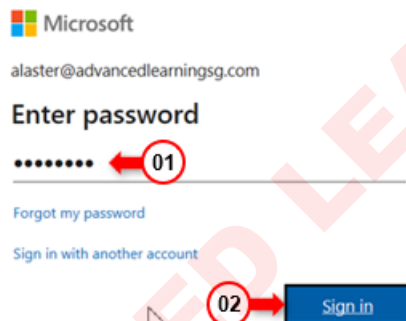 Microsoft
alaster@advancedlearningsg.com
Enter password
•••••••• 01
Forgot my password
Sign in with another account
02 Sign in